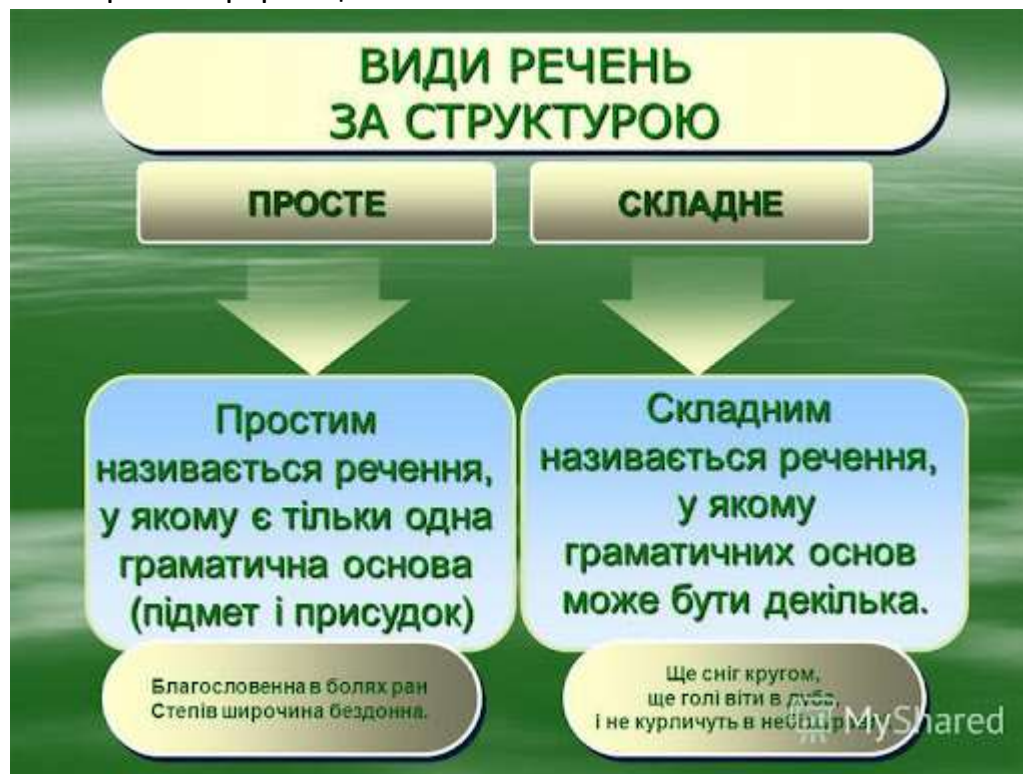 ВИДИ РЕЧЕНЬ
ЗА СТРУКТУРОЮ
ПРОСТЕ
СКЛАДНЕ
Простим
називається речення,
у якому є тільки одна
граматична основа
(підмет і присудок)
Складним
називається речення,
у якому
граматичних основ
може бути декілька.
Благословенна в болях ран
Степів широчина бездонна.
Ще сніг кругом,
ще голі віти в дуба,
і не курличуть в небі
MyShared